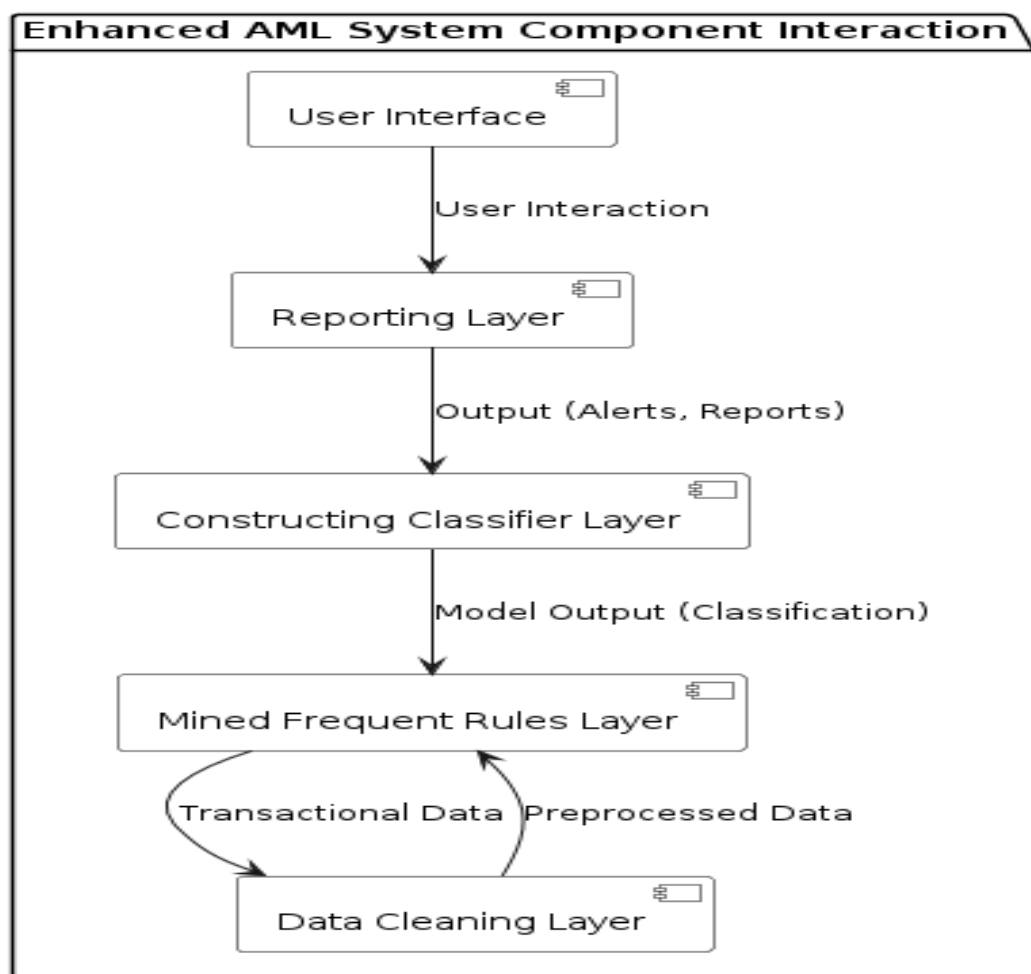 Enhanced AML System Component Interaction
User Interface
User Interaction
Reporting Layer
Output (Alerts, Reports)
Constructing Classifier Layer
Model Output (Classification)
Mined Frequent Rules Layer
Transactional Data
Preprocessed Data
Data Cleaning Layer